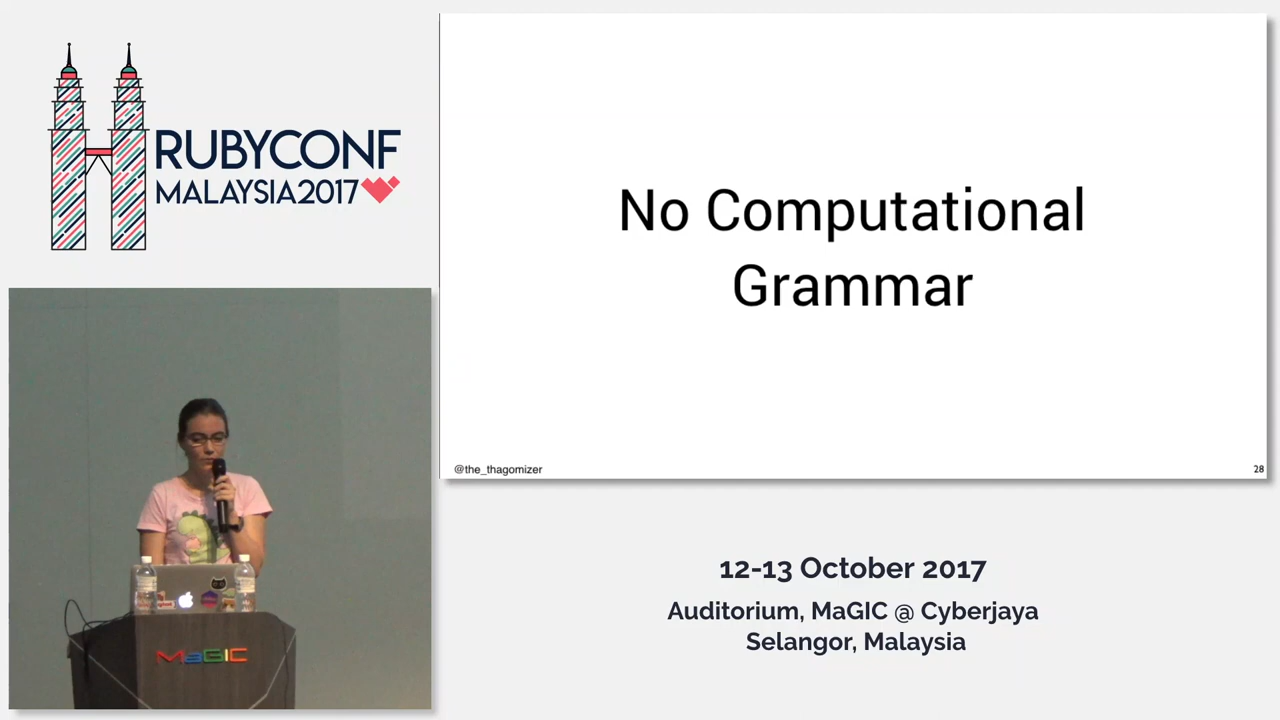 RUBYCONF
MALAYSIA2017
No Computational
Grammar
@the_thagomizer
28
MaGIC
12-13 October 2017
Auditorium, MaGIC @ Cyberjaya
Selangor, Malaysia